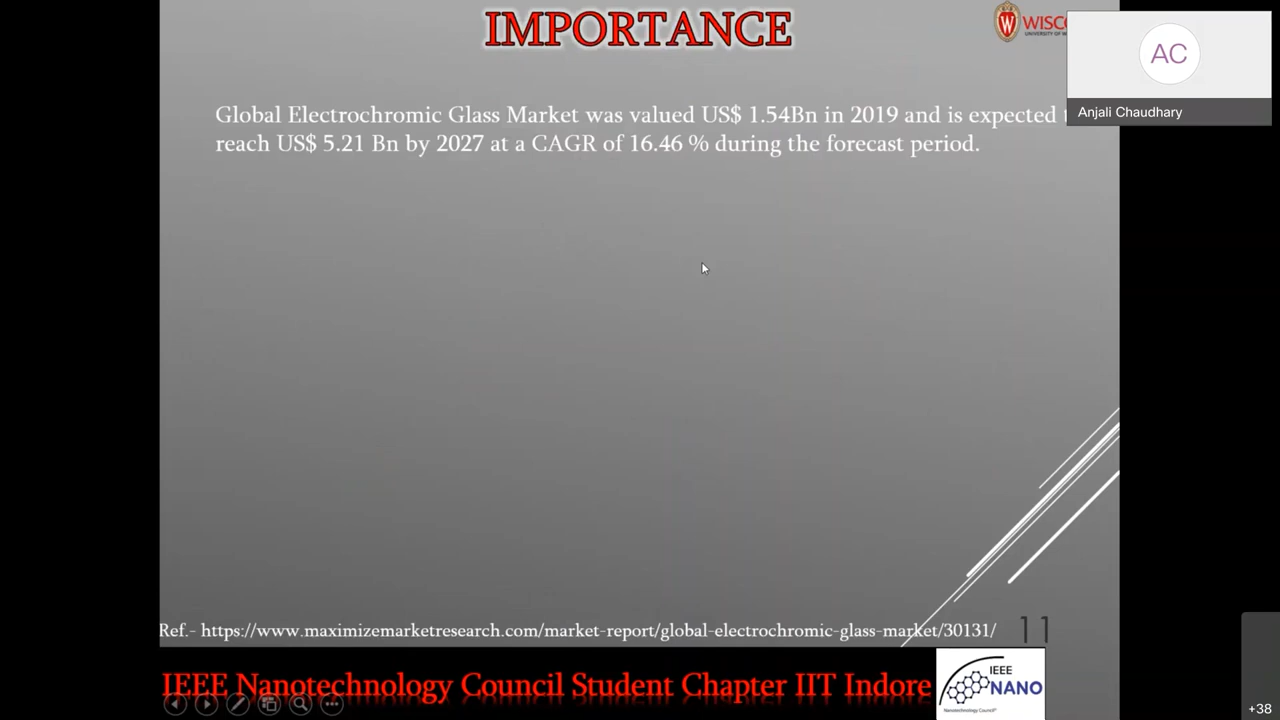 IMPORTANCE
AC
Anjali Chaudhary
Global Electrochromic Glass Market was valued US$ 1.54Bn in 2019 and is expected
reach US$ 5.21 Bn by 2027 at a CAGR of 16.46 % during the forecast period.
Ref.- https://www.maximizemarketresearch.com/market-report/global-electrochromic-glass-market/30131/
11
IEEE Nanotechnology Council Student Chapter IIT Indore
IEEE
NANO
Nanotechnology Council
+38